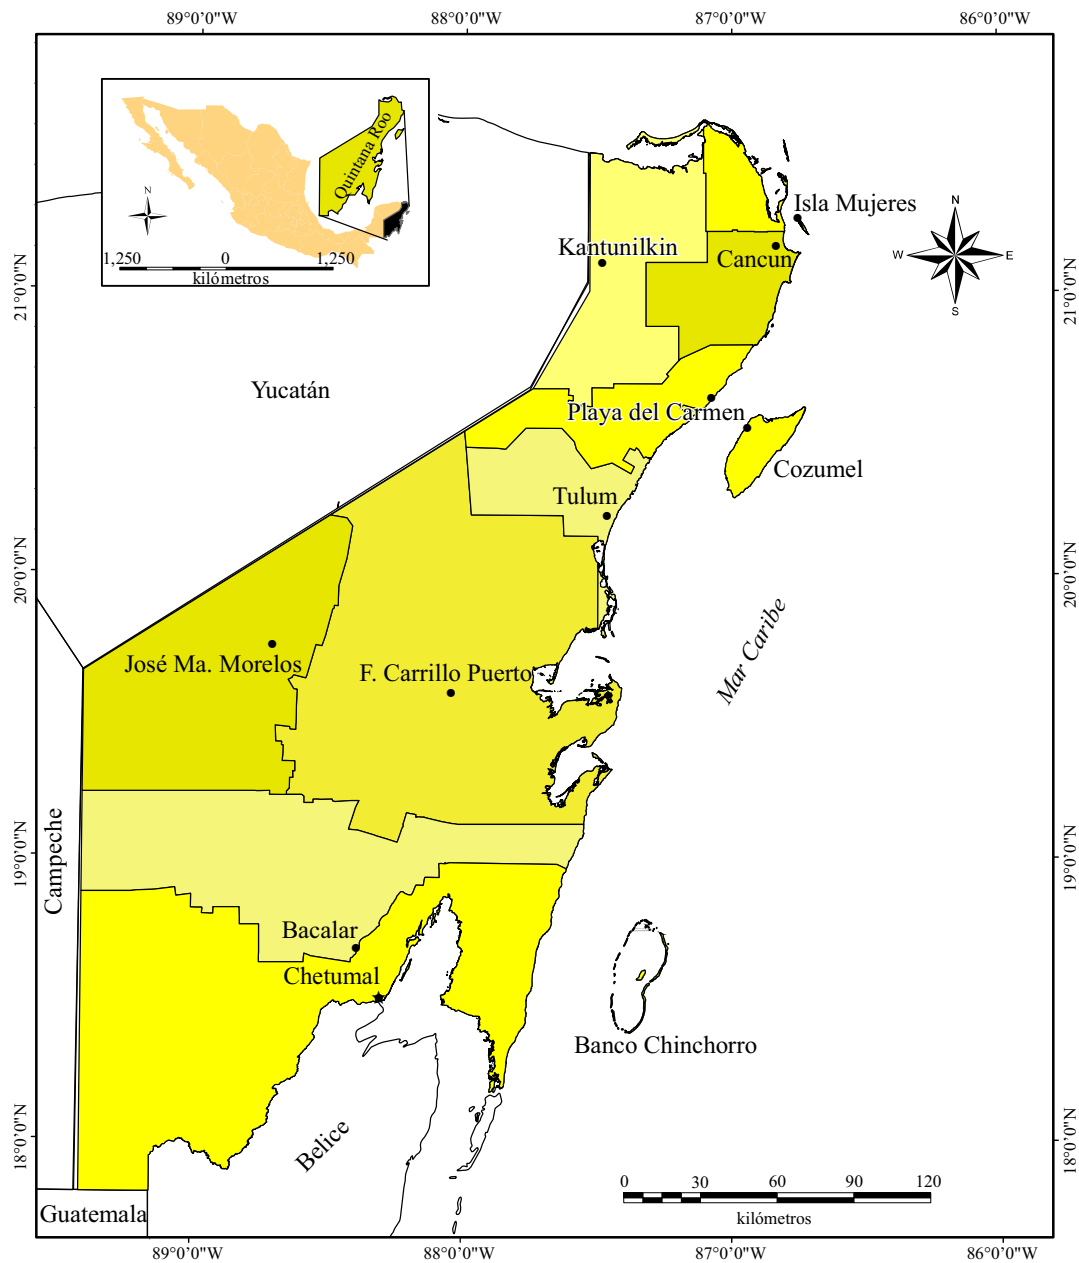 89°0'0"W 88°0'0"W 87°0'0"W 86°0'0"W
Quintana Roo
N
1,250 0 1,250
kilómetros
Isla Mujeres
N
W E
S
Kantunilkin
Cancun
21°0'0"N 21°0'0"N
Yucatán
Playa del Carmen
Cozumel
Tulum
20°0'0"N 20°0'0"N
Mar Caribe
José Ma. Morelos
F. Carrillo Puerto
19°0'0"N 19°0'0"N
Campeche
Bacalar
Chetumal
Banco Chinchorro
18°0'0"N 18°0'0"N
Belice
0 30 60 90 120
kilómetros
Guatemala
89°0'0"W 88°0'0"W 87°0'0"W 86°0'0"W